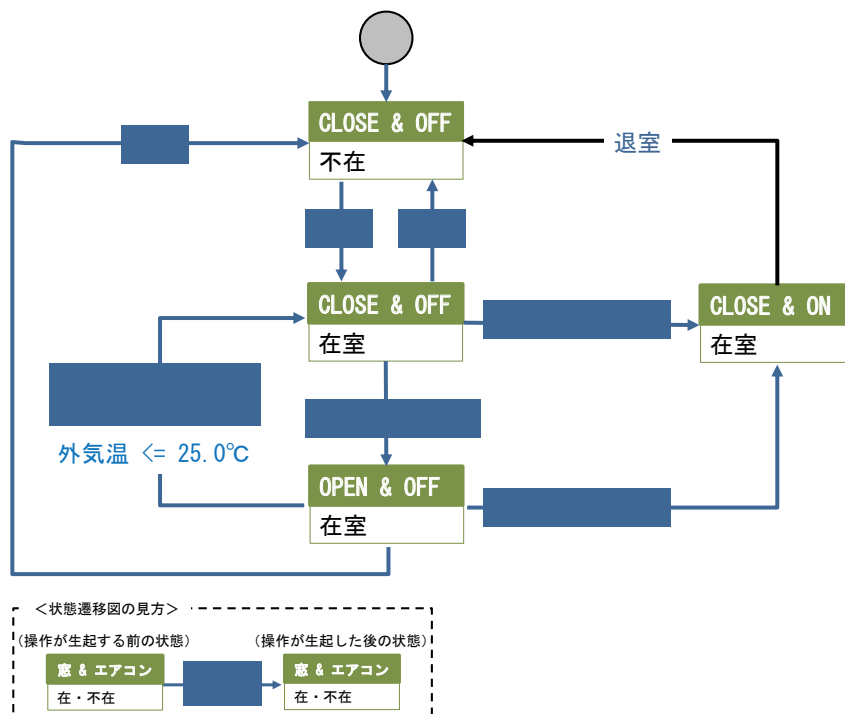 CLOSE & OFF
不在
退室
CLOSE & OFF
在室
CLOSE & ON
在室
外気温 <= 25.0℃
OPEN & OFF
在室
<状態遷移図の見方>
(操作が生起する前の状態)
(操作が生起した後の状態)
窓 & エアコン
在・不在
窓 & エアコン
在・不在